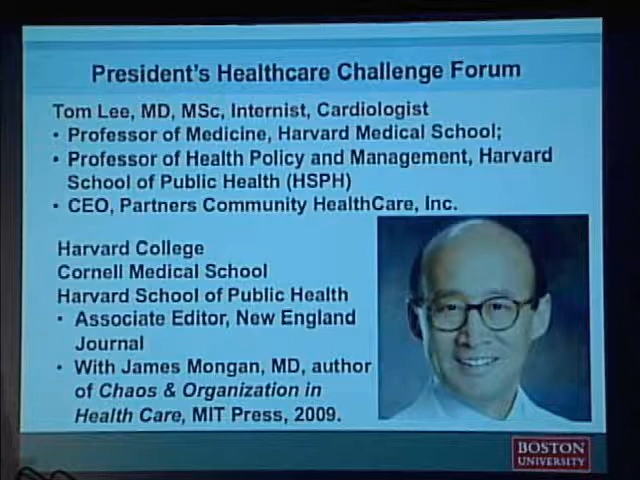 President's Healthcare Challenge Forum
Tom Lee, MD, MSc, Internist, Cardiologist
• Professor of Medicine, Harvard Medical School;
• Professor of Health Policy and Management, Harvard
School of Public Health (HSPH)
• CEO, Partners Community HealthCare, Inc.
Harvard College
Cornell Medical School
Harvard School of Public Health
• Associate Editor, New England
Journal
• With James Mongan, MD, author
of Chaos & Organization in
Health Care, MIT Press, 2009.
BOSTON
UNIVERSITY